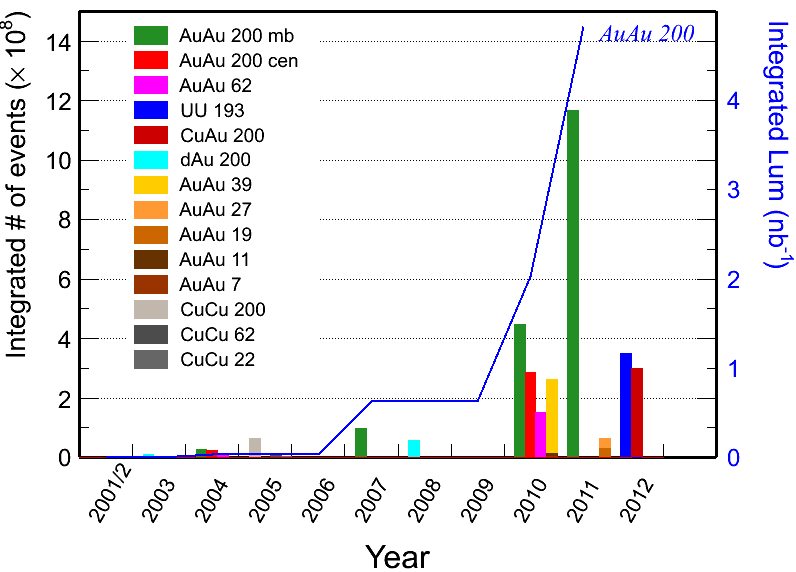 Integrated # of events (× 10⁸)
14
12
10
8
6
4
2
0
AuAu 200 mb
AuAu 200 cen
AuAu 62
UU 193
CuAu 200
dAu 200
AuAu 39
AuAu 27
AuAu 19
AuAu 11
AuAu 7
CuCu 200
CuCu 62
CuCu 22
AuAu 200
4
3
2
1
0
Integrated Lum (nb⁻¹)
2001/2
2003
2004
2005
2006
2007
2008
2009
2010
2011
2012
Year